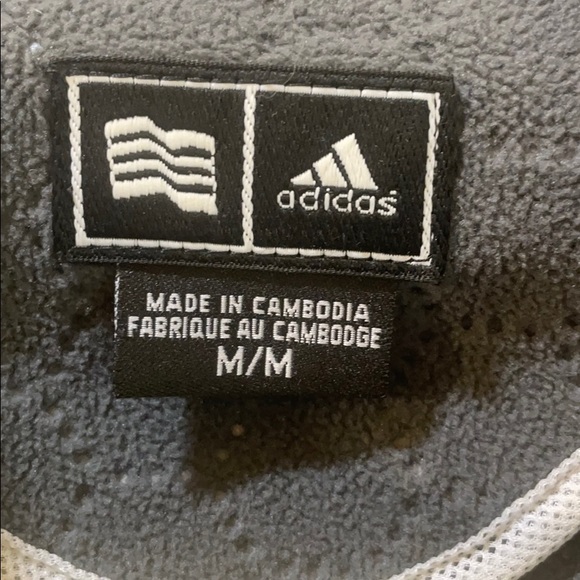 adidas
MADE IN CAMBODIA
FABRIQUE AU CAMBODGE
M/M